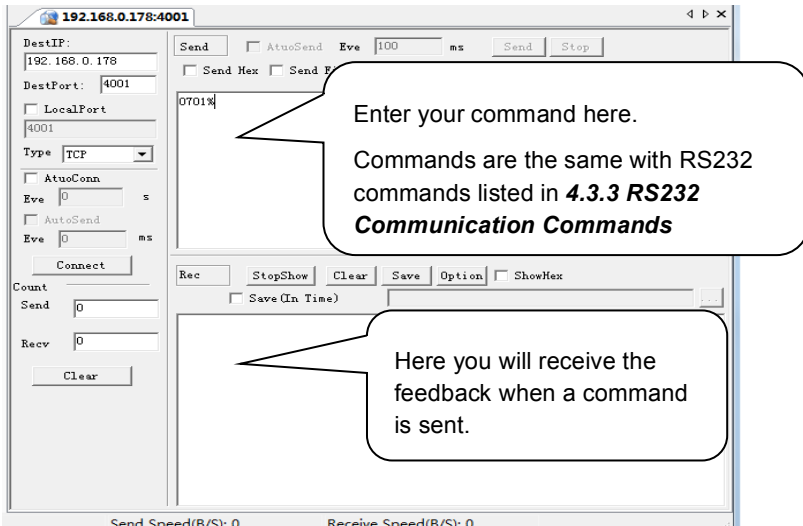 192.168.0.178:4001
DestIP:
192.168.0.178
DestPort: 4001
LocalPort
4001
Type TCP
AtuoConn
Eve 0 s
AutoSend
Eve 0 ms
Connect
Count
Send 0
Recv 0
Clear
Send AtuoSend Eve 100 ms Send Stop
Send Hex Send
0701%
Enter your command here.
Commands are the same with RS232
commands listed in 4.3.3 RS232
Communication Commands
Rec StopShow Clear Save Option ShowHex
Save(In Time) ...
Here you will receive the
feedback when a command
is sent.
Send Speed(B/S): 0 Receive Speed(B/S): 0